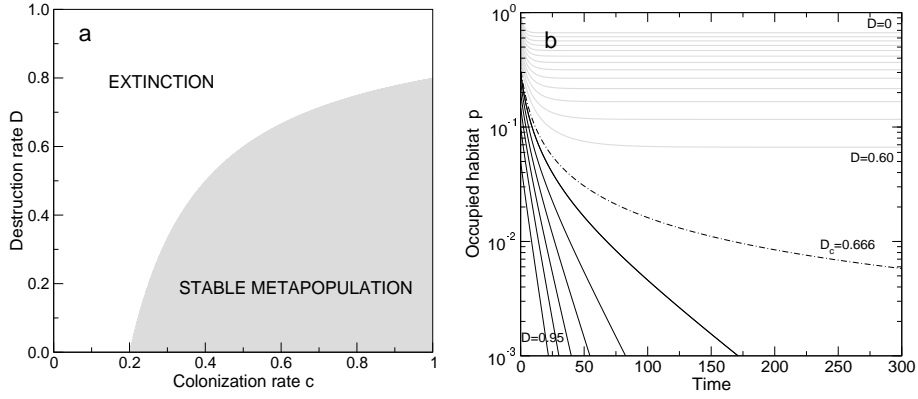 a
EXTINCTION
STABLE METAPOPULATION
Destruction rate D
1.0
0.8
0.6
0.4
0.2
0.0
0
0.2
0.4
0.6
0.8
1
Colonization rate c
b
D=0
D=0.60
D_c=0.666
D=0.95
Occupied habitat p
10^0
10^-1
10^-2
10^-3
0
50
100
150
200
250
300
Time